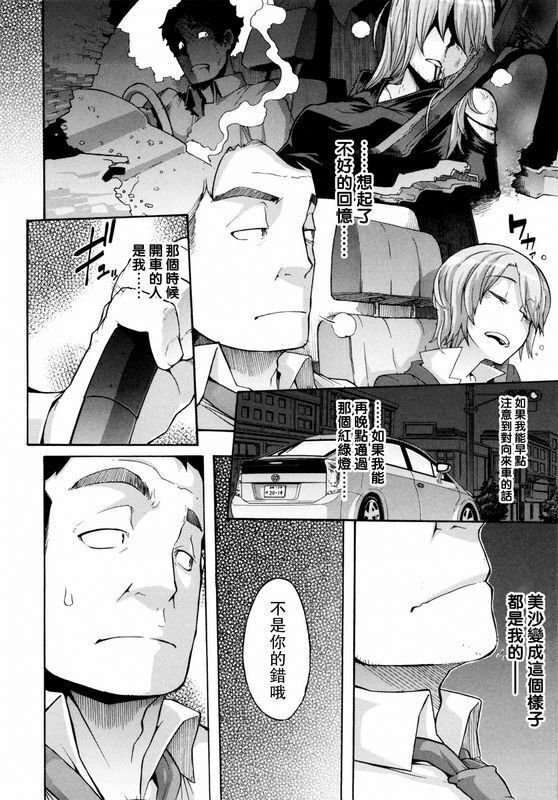 ……想起了
不好的回憶……
那個時候
開車的人
是我……
如果我能早點
注意到對向來車的話
……如果我能
再晚點通過
那個紅綠燈……
20-14
美沙變成這個樣子
都是我的——
不是你的錯哦